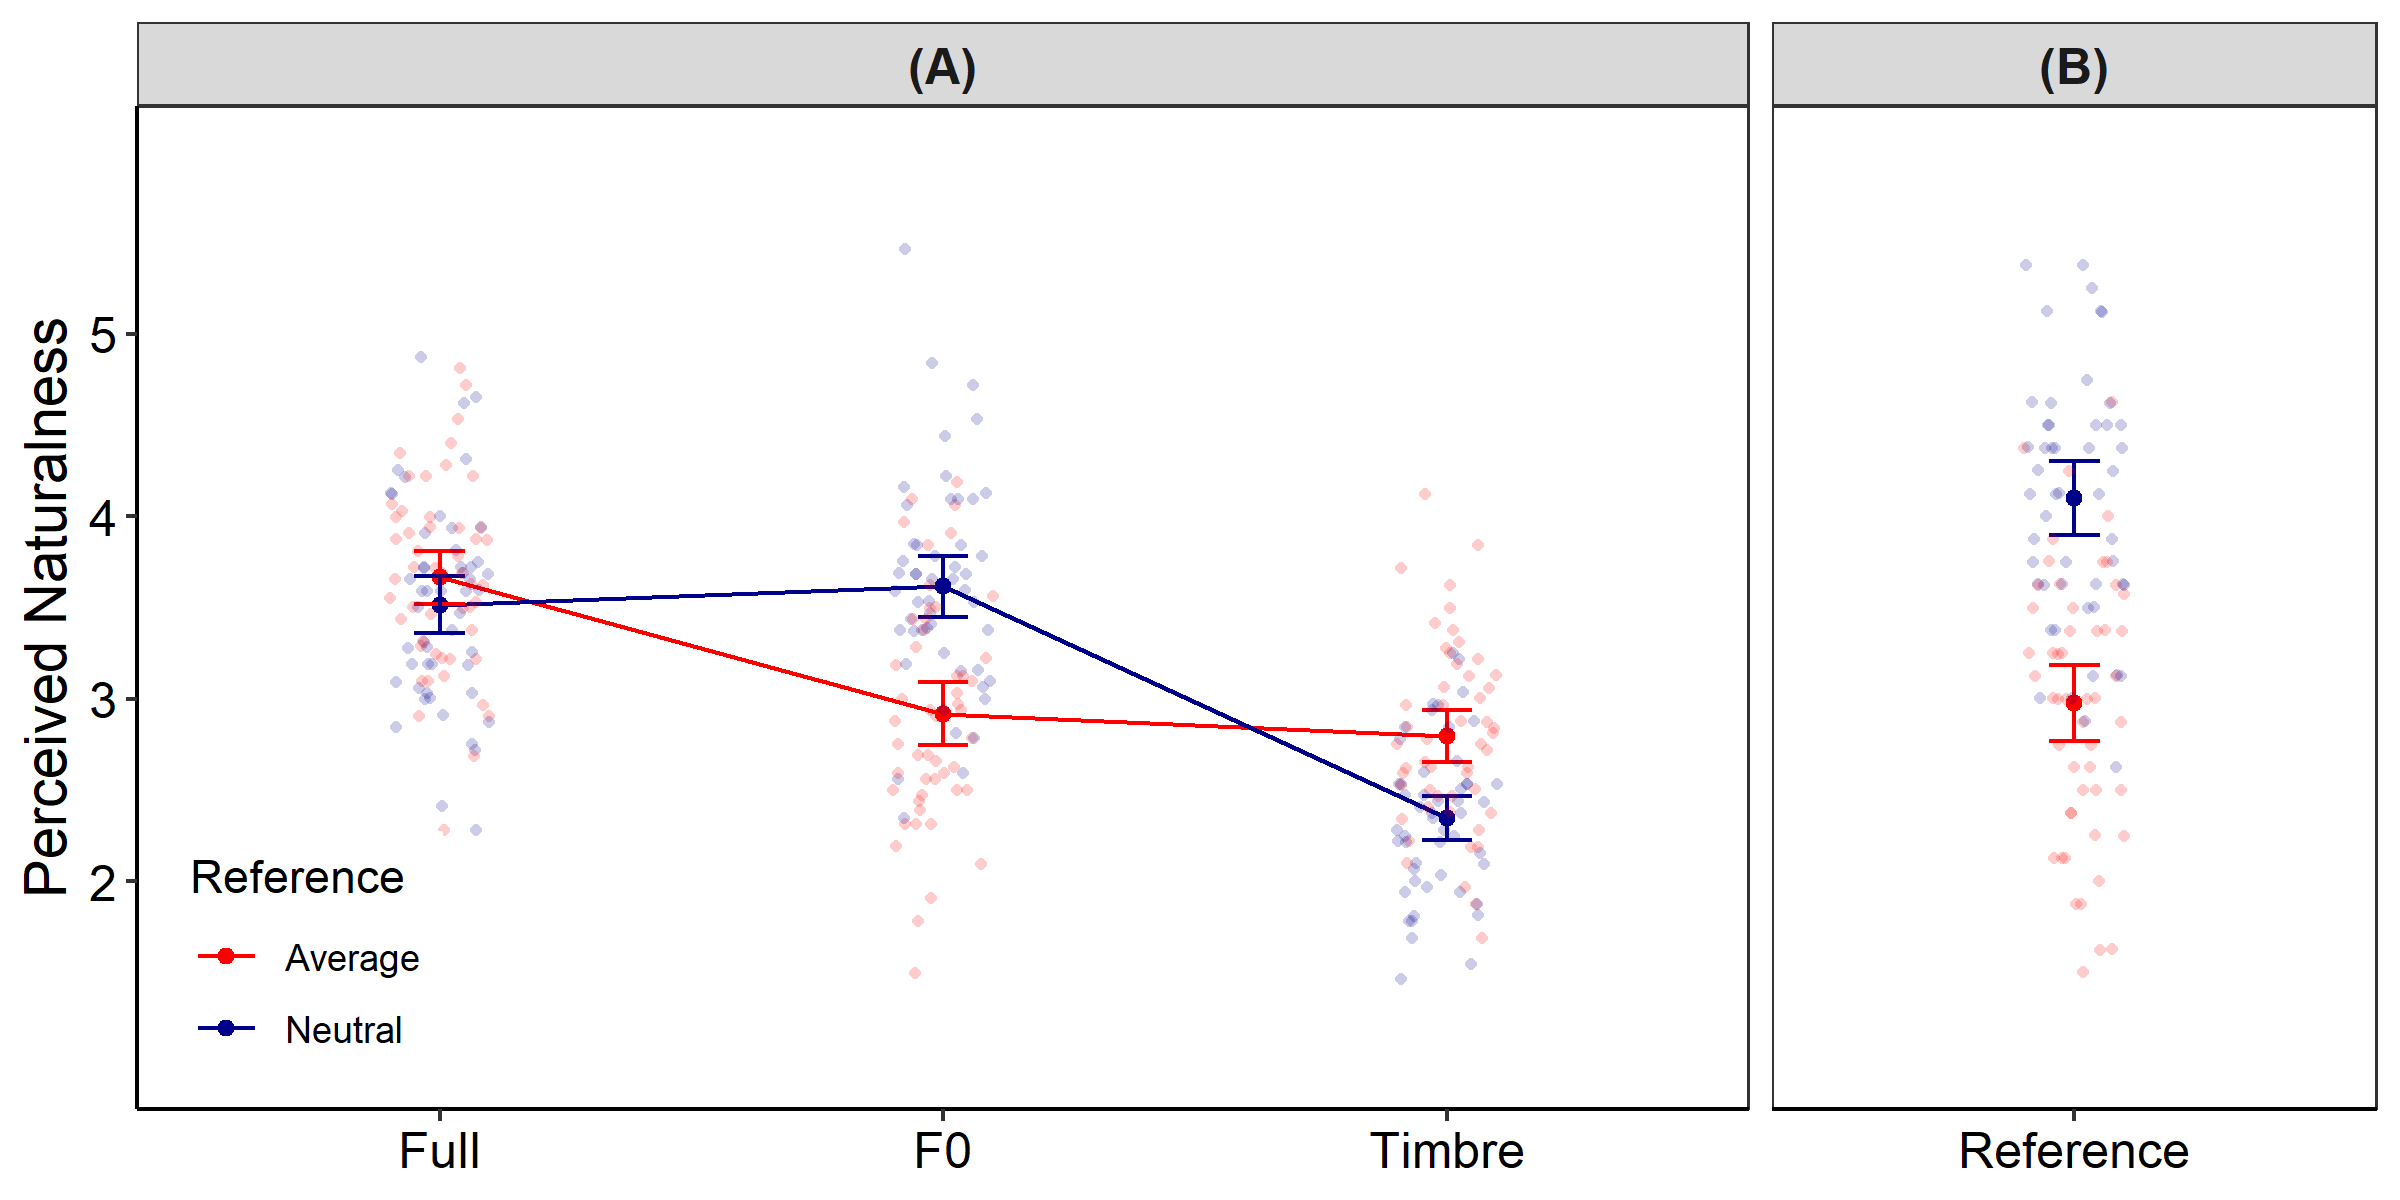 (A)
(B)
Perceived Naturalness
5
4
3
2
Reference
Average
Neutral
Full
F0
Timbre
Reference